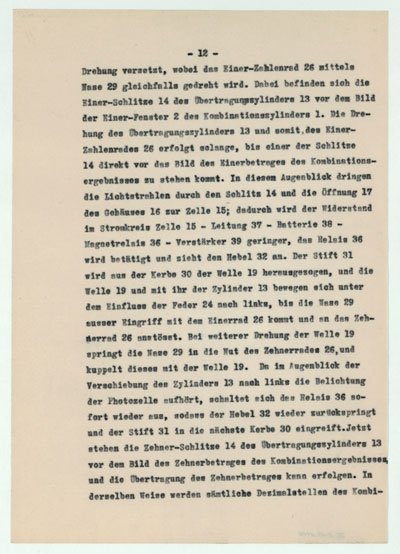 - 12 -
Drehung versetzt, wobei das Einer-Zahlenrad 26 mittels
Nase 29 gleichfalls gedreht wird. Dabei befinden sich die
Einer-Schlitze 14 des Übertragungszylinders 13 vor dem Bild
der Einer-Fenster 2 des Kombinationszylinders 1. Die Dre-
hung des Übertragungszylinders 13 und somit des Einer-
Zahlenrades 26 erfolgt solange, bis einer der Schlitze
14 direkt vor das Bild des Einerbetrages des Kombinations-
ergebnisses zu stehen kommt. In diesem Augenblick dringen
die Lichtstrahlen durch den Schlitz 14 und die Öffnung 17
des Gehäuses 16 zur Zelle 15; dadurch wird der Widerstand
im Stromkreis Zelle 15 - Leitung 37 - Batterie 38 -
Magnetrelais 36 - Verstärker 39 geringer, das Relais 36
wird betätigt und zieht den Hebel 32 an. Der Stift 31
wird aus der Kerbe 30 der Welle 19 herausgezogen, und die
Welle 19 und mit ihr der Zylinder 13 bewegen sich unter
dem Einfluss der Feder 24 nach links, bis die Nase 29
ausser Eingriff mit dem Einerrad 26 kommt und an das Zeh-
nerrad 26 anstösst. Bei weiterer Drehung der Welle 19
springt die Nase 29 in die Nut des Zehnerrades 26,und
kuppelt dieses mit der Welle 19. Da im Augenblick der
Verschiebung des Zylinders 13 nach links die Belichtung
der Photozelle aufhört, schaltet sich das Relais 36 so-
fort wieder aus, sodass der Hebel 32 wieder zurückspringt
und der Stift 31 in die nächste Kerbe 30 eingreift.Jetzt
stehen die Zehner-Schlitze 14 des Übertragungszylinders 13
vor dem Bild des Zehnerbetrages des Kombinationsergebnisses,
und die Übertragung des Zehnerbetrages kann erfolgen. In
derselben Weise werden sämtliche Dezimalstellen des Kombi-